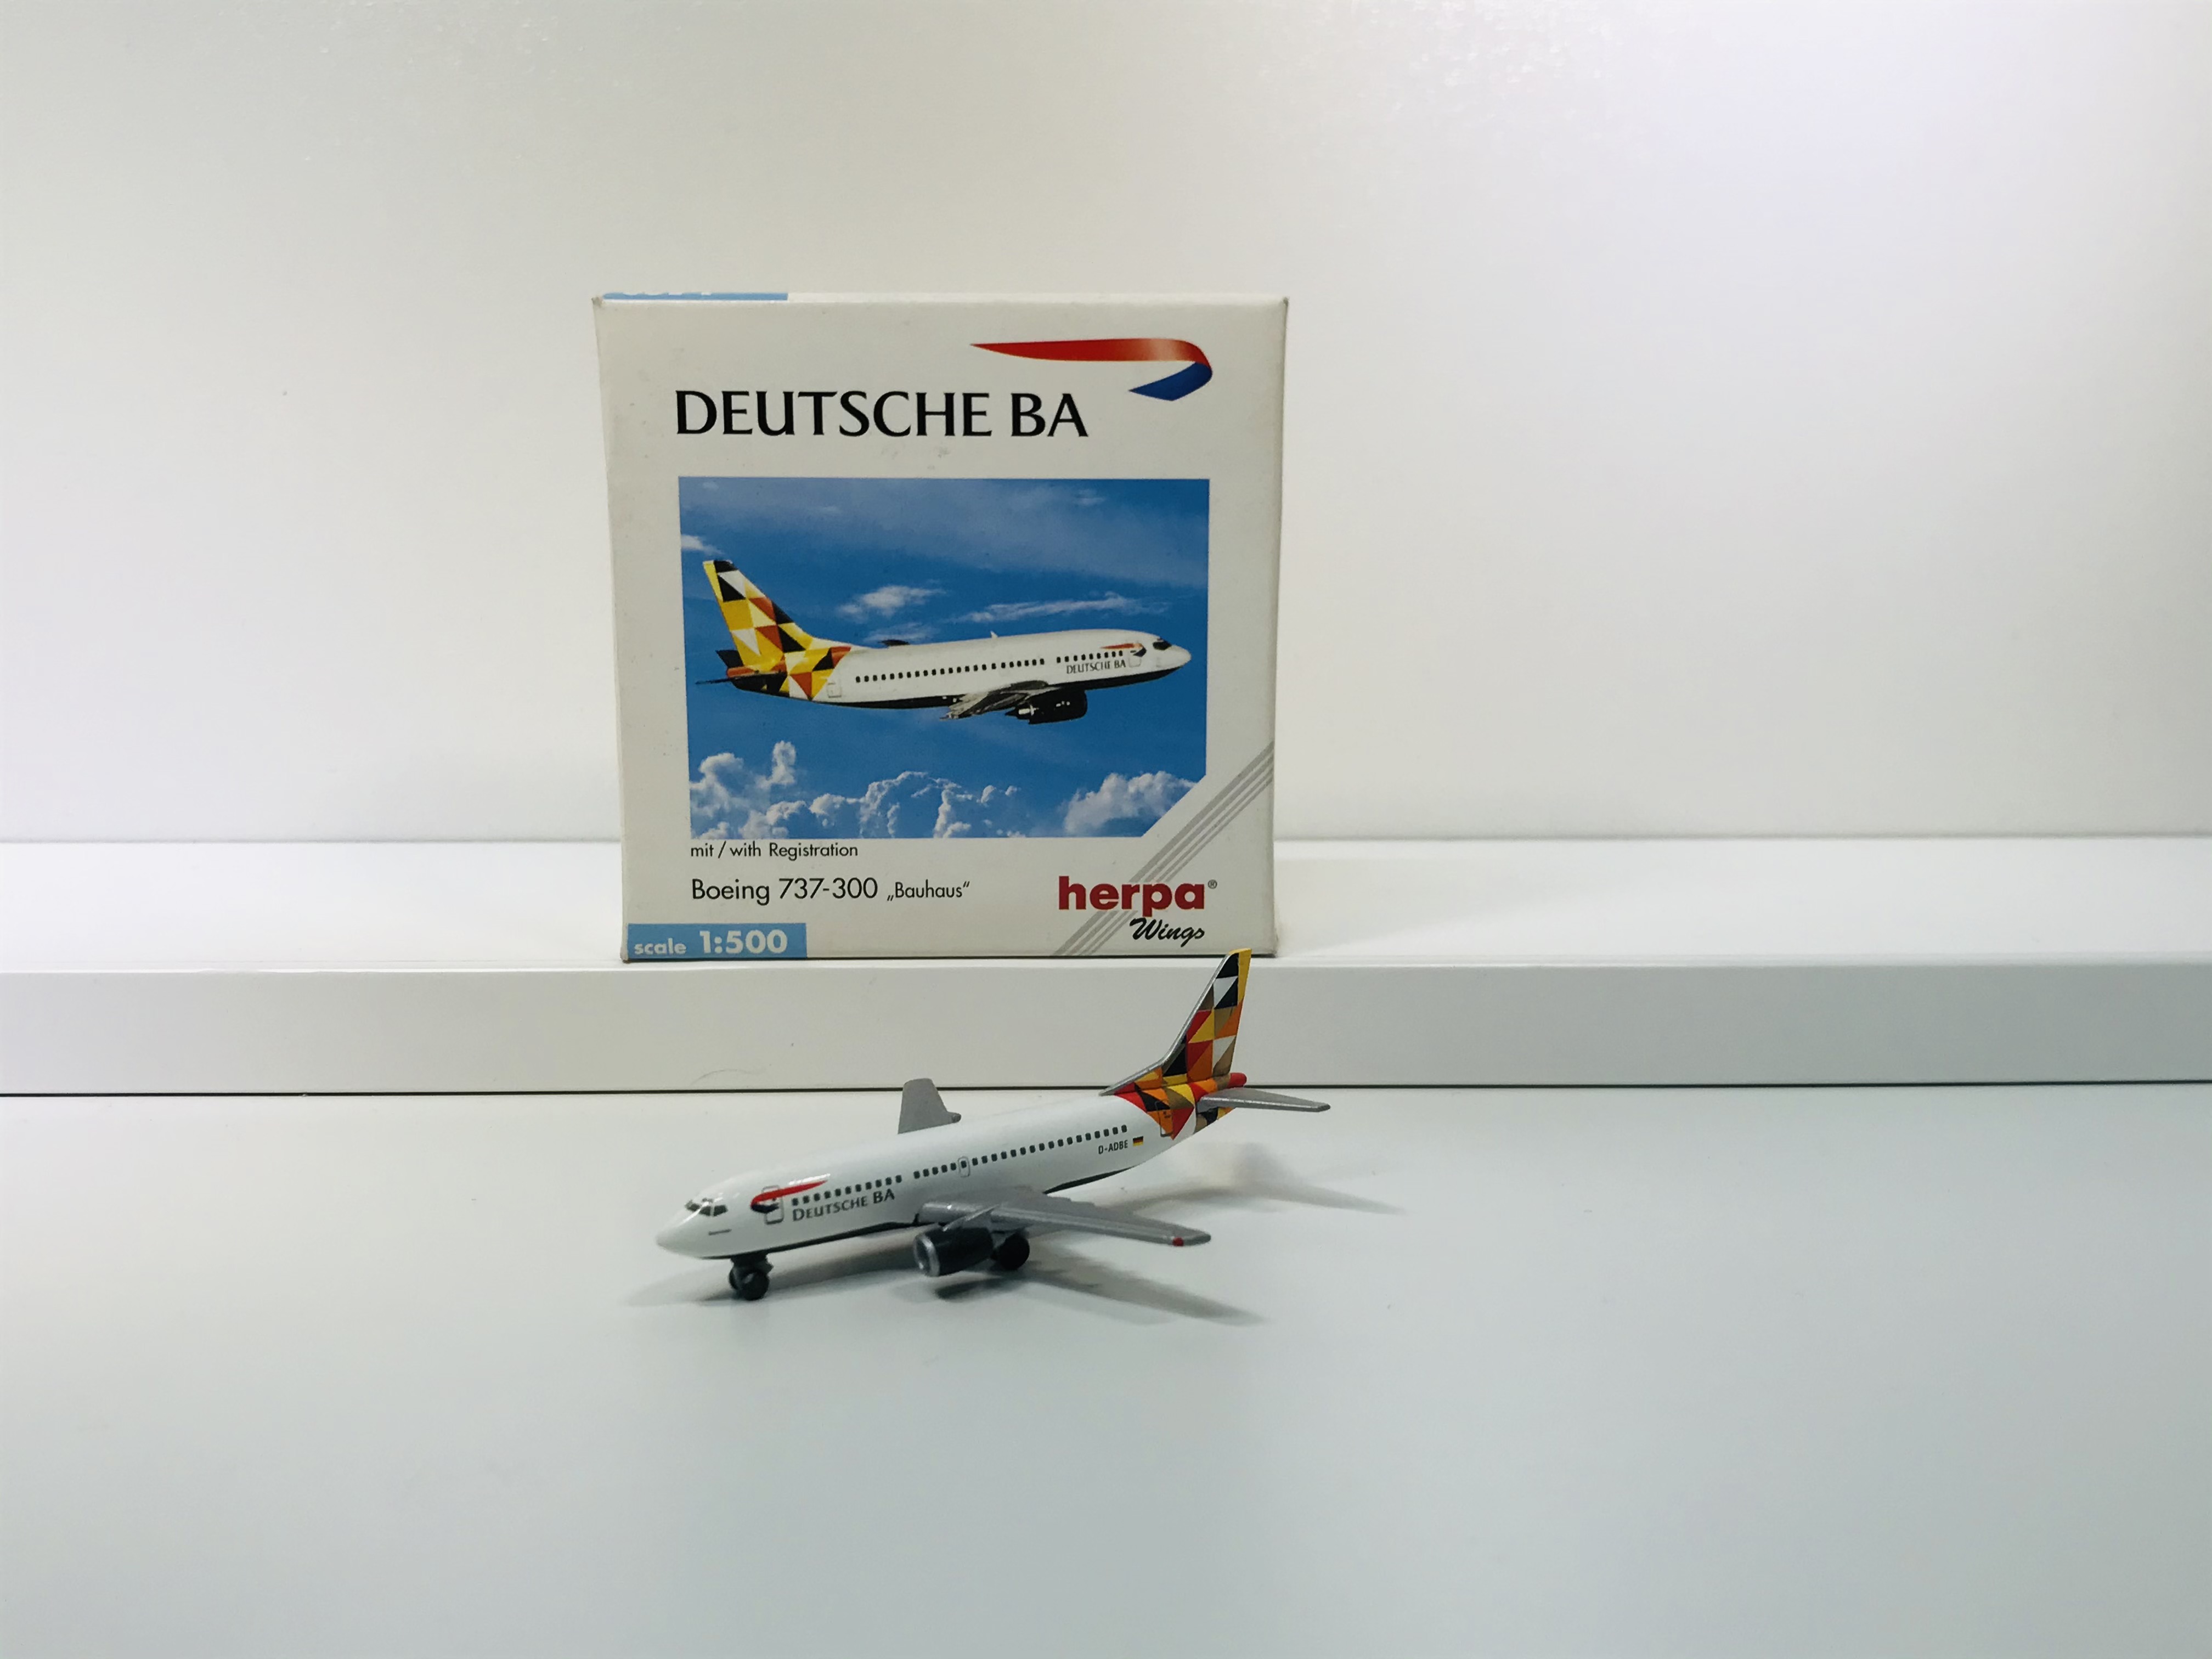 DEUTSCHE BA
DEUTSCHE BA
mit / with Registration
Boeing 737-300 „Bauhaus“
herpa®
Wings
scale 1:500
D-ADBE
DEUTSCHE BA